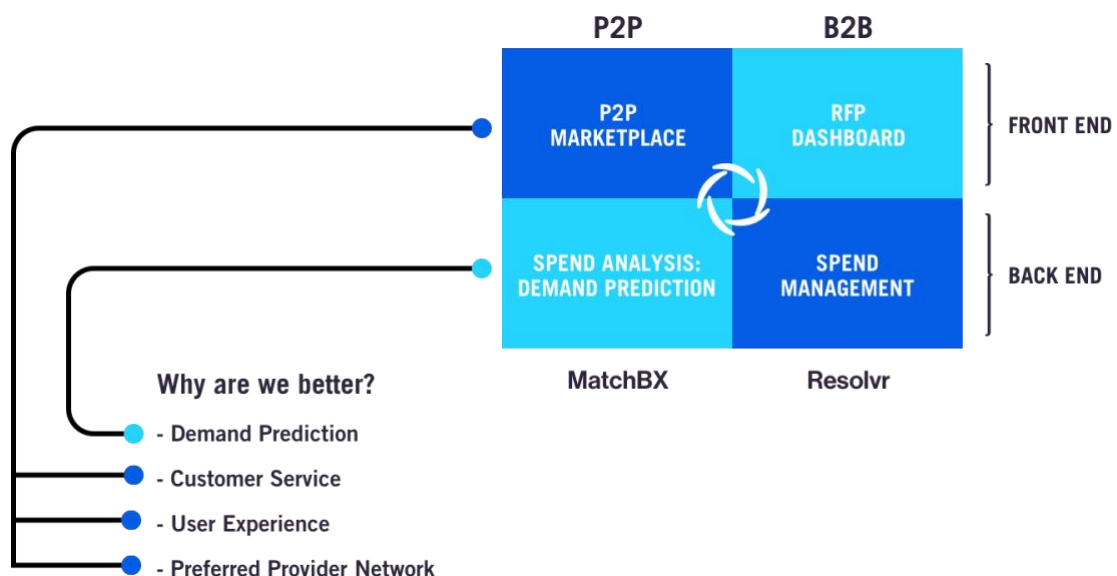 P2P
B2B
P2P
MARKETPLACE
RFP
DASHBOARD
FRONT END
SPEND ANALYSIS:
DEMAND PREDICTION
SPEND
MANAGEMENT
BACK END
MatchBX
Resolvr
Why are we better?
- Demand Prediction
- Customer Service
- User Experience
- Preferred Provider Network